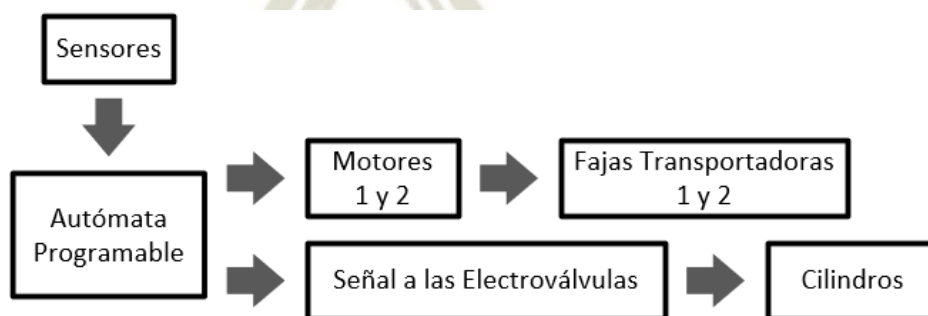 Sensores
Autómata
Programable
Motores
1 y 2
Fajas Transportadoras
1 y 2
Señal a las Electroválvulas
Cilindros